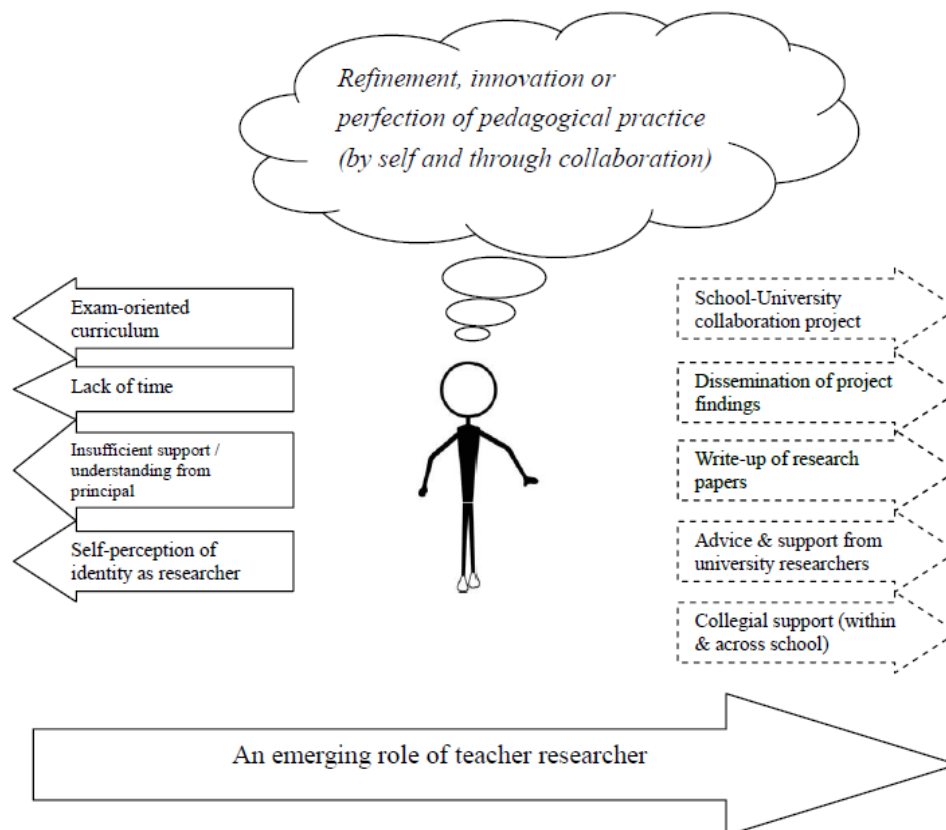 Refinement, innovation or
perfection of pedagogical practice
(by self and through collaboration)
Exam-oriented
curriculum
Lack of time
Insufficient support /
understanding from
principal
Self-perception of
identity as researcher
School-University
collaboration project
Dissemination of project
findings
Write-up of research
papers
Advice & support from
university researchers
Collegial support (within
& across school)
An emerging role of teacher researcher